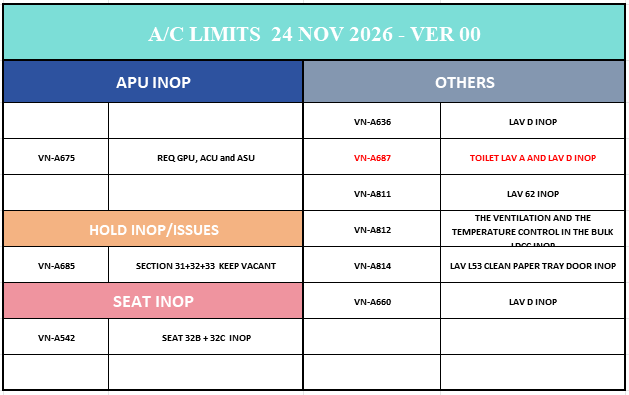 A/C LIMITS 24 NOV 2026 - VER 00
APU INOP
OTHERS
VN-A636
LAV D INOP
VN-A675
REQ GPU, ACU and ASU
VN-A687
TOILET LAV A AND LAV D INOP
VN-A811
LAV 62 INOP
HOLD INOP/ISSUES
VN-A812
THE VENTILATION AND THE
TEMPERATURE CONTROL IN THE BULK
LDCC INOP
VN-A685
SECTION 31+32+33 KEEP VACANT
VN-A814
LAV L53 CLEAN PAPER TRAY DOOR INOP
SEAT INOP
VN-A660
LAV D INOP
VN-A542
SEAT 32B + 32C INOP